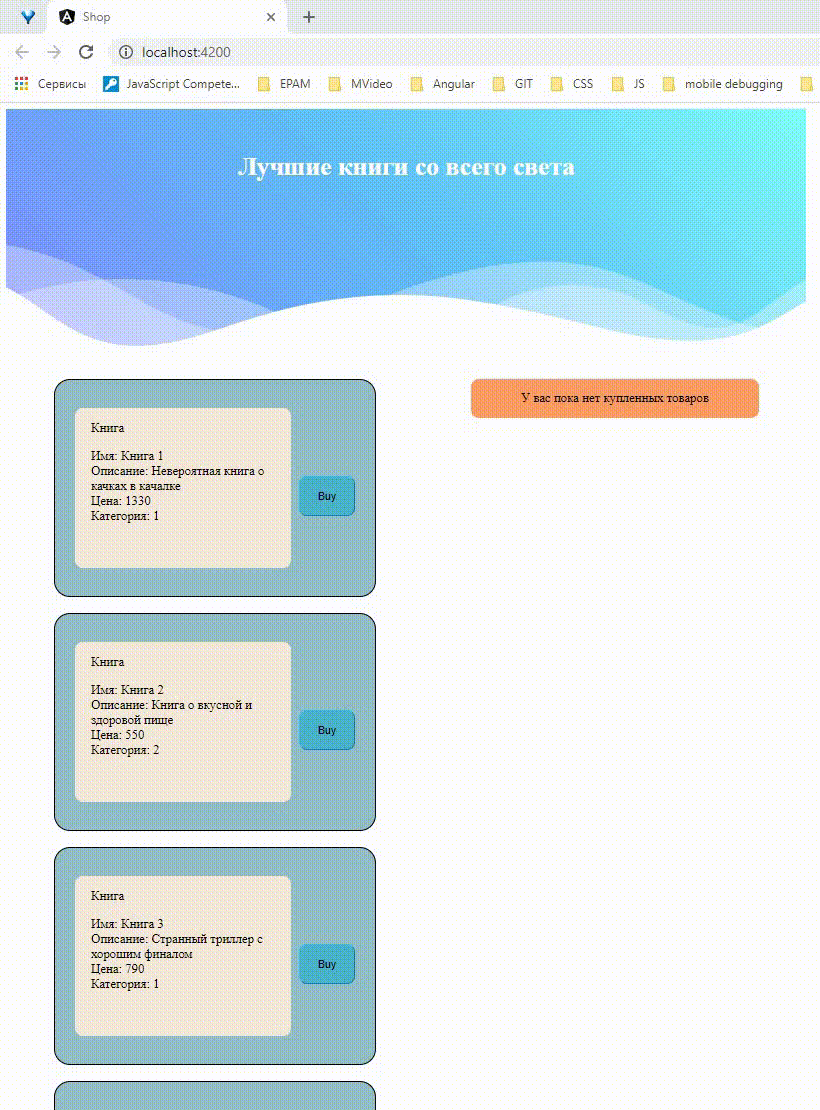 Shop
localhost:4200
Сервисы JavaScript Compete... EPAM MVideo Angular GIT CSS JS mobile debugging
Лучшие книги со всего света
У вас пока нет купленных товаров
Книга
Имя: Книга 1
Описание: Невероятная книга о
качках в качалке
Цена: 1330
Категория: 1
Buy
Книга
Имя: Книга 2
Описание: Книга о вкусной и
здоровой пище
Цена: 550
Категория: 2
Buy
Книга
Имя: Книга 3
Описание: Странный триллер с
хорошим финалом
Цена: 790
Категория: 1
Buy